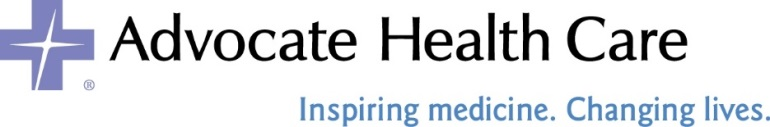 Advocate Health Care
®
Inspiring medicine. Changing lives.